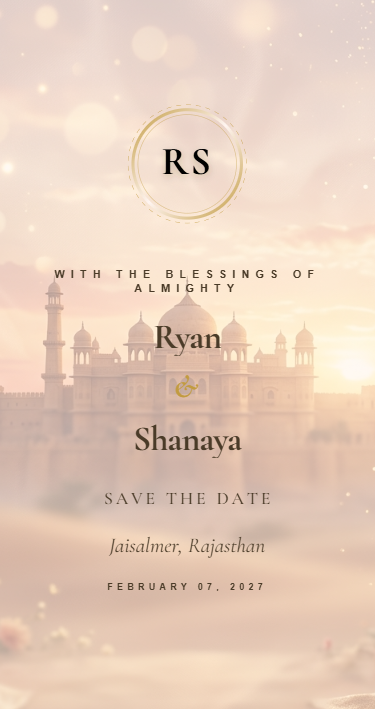 RS
WITH THE BLESSINGS OF
ALMIGHTY
Ryan
&
Shanaya
SAVE THE DATE
Jaisalmer, Rajasthan
FEBRUARY 07, 2027